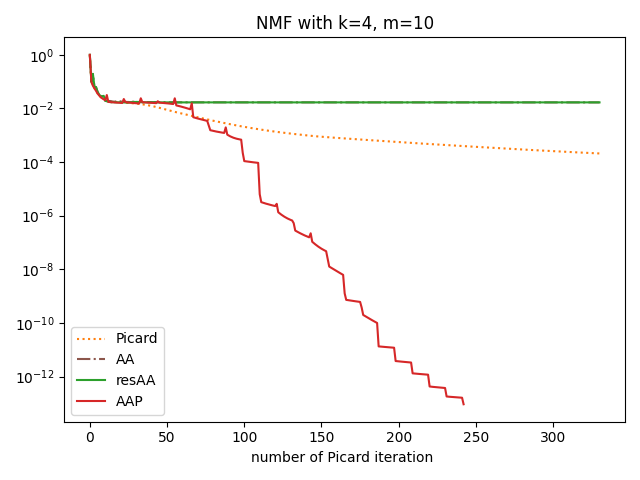 NMF with k=4, m=10
10^0
10^-2
10^-4
10^-6
10^-8
10^-10
10^-12
Picard
AA
resAA
AAP
0 50 100 150 200 250 300
number of Picard iteration